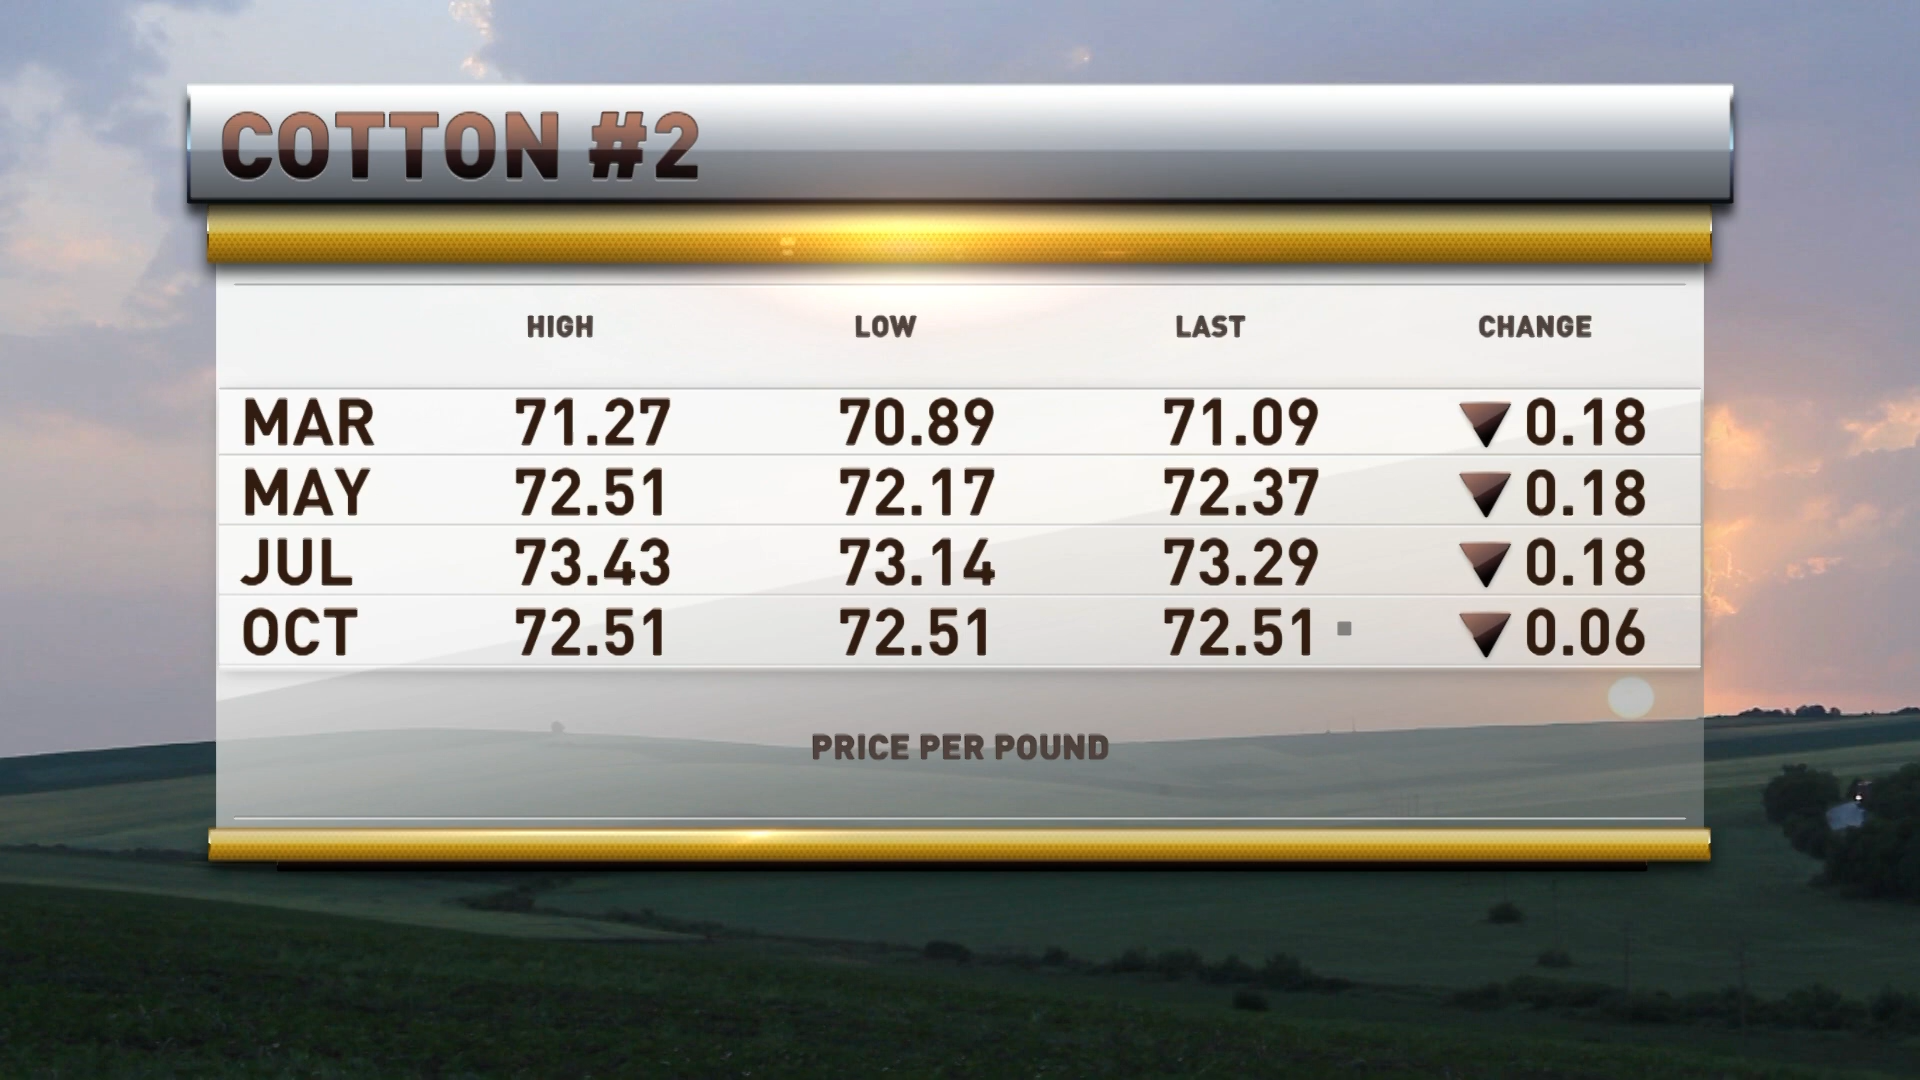 COTTON #2
HIGH LOW LAST CHANGE
MAR 71.27 70.89 71.09 ▼ 0.18
MAY 72.51 72.17 72.37 ▼ 0.18
JUL 73.43 73.14 73.29 ▼ 0.18
OCT 72.51 72.51 72.51 ▼ 0.06
PRICE PER POUND